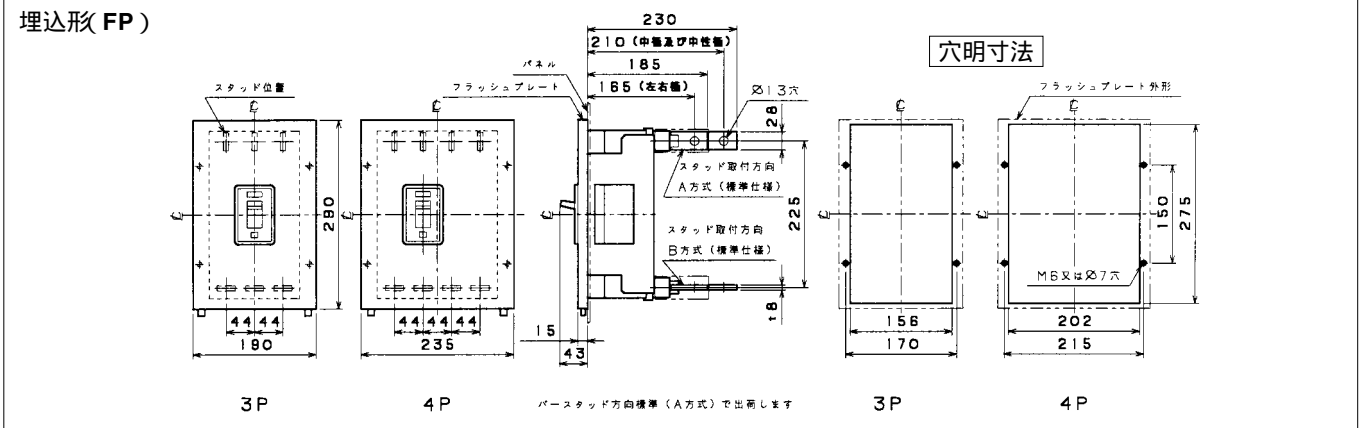 埋込形( FP )
230
210 (中極及び中性極)
185
165 (左右極)
穴明寸法
パネル
フラッシュプレート
スタッド位置
Ø13穴
28
フラッシュプレート外形
スタッド取付方向
A方式 (標準仕様)
スタッド取付方向
B方式 (標準仕様)
280
225
150
275
M6又はØ7穴
t8
44 44
44 44 44
15
43
190
235
156
170
202
215
3P
4P
バースタッド方向標準 (A方式) で出荷します
3P
4P